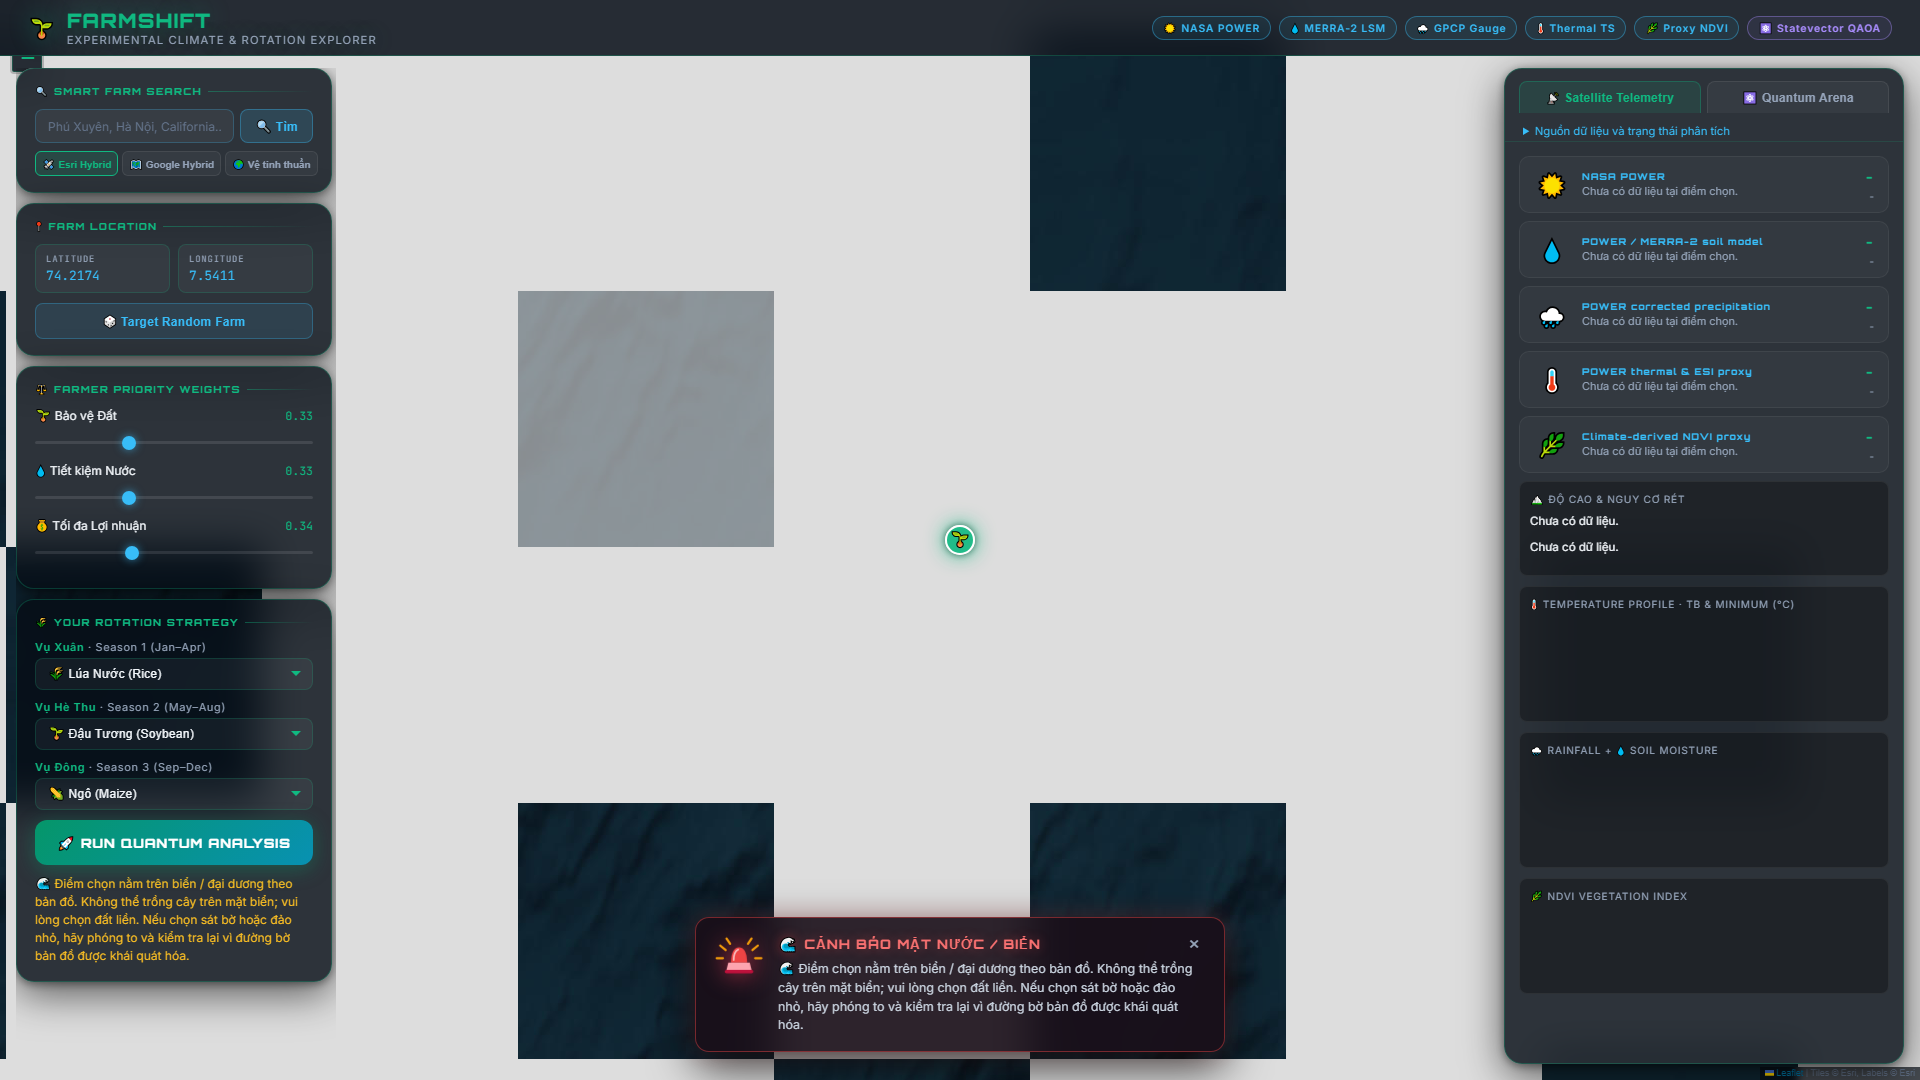 FARMSHIFT
EXPERIMENTAL CLIMATE & ROTATION EXPLORER
NASA POWER
MERRA-2 LSM
GPCP Gauge
Thermal TS
Proxy NDVI
Statevector QAOA
SMART FARM SEARCH
Phú Xuyên, Hà Nội, California..
Tìm
Esri Hybrid
Google Hybrid
Vệ tinh thuần
FARM LOCATION
LATITUDE
74.2174
LONGITUDE
7.5411
Target Random Farm
FARMER PRIORITY WEIGHTS
Bảo vệ Đất
0.33
Tiết kiệm Nước
0.33
Tối đa Lợi nhuận
0.34
YOUR ROTATION STRATEGY
Vụ Xuân · Season 1 (Jan–Apr)
Lúa Nước (Rice)
Vụ Hè Thu · Season 2 (May–Aug)
Đậu Tương (Soybean)
Vụ Đông · Season 3 (Sep–Dec)
Ngô (Maize)
RUN QUANTUM ANALYSIS
Điểm chọn nằm trên biển / đại dương theo
bản đồ. Không thể trồng cây trên mặt biển; vui
lòng chọn đất liền. Nếu chọn sát bờ hoặc đảo
nhỏ, hãy phóng to và kiểm tra lại vì đường bờ
bản đồ được khái quát hóa.
CẢNH BÁO MẶT NƯỚC / BIỂN
×
Điểm chọn nằm trên biển / đại dương theo bản đồ. Không thể trồng
cây trên mặt biển; vui lòng chọn đất liền. Nếu chọn sát bờ hoặc đảo
nhỏ, hãy phóng to và kiểm tra lại vì đường bờ bản đồ được khái quát
hóa.
Satellite Telemetry
Quantum Arena
Nguồn dữ liệu và trạng thái phân tích
NASA POWER
Chưa có dữ liệu tại điểm chọn.
POWER / MERRA-2 soil model
Chưa có dữ liệu tại điểm chọn.
POWER corrected precipitation
Chưa có dữ liệu tại điểm chọn.
POWER thermal & ESI proxy
Chưa có dữ liệu tại điểm chọn.
Climate-derived NDVI proxy
Chưa có dữ liệu tại điểm chọn.
ĐỘ CAO & NGUY CƠ RÉT
Chưa có dữ liệu.
Chưa có dữ liệu.
TEMPERATURE PROFILE · TB & MINIMUM (°C)
RAINFALL + SOIL MOISTURE
NDVI VEGETATION INDEX
Leaflet | Tiles © Esri, Labels © Esri